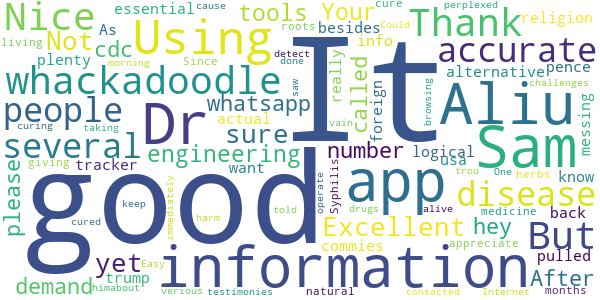 Nice Using Not tools Your Thank religion
essential As cdc plenty besides info accurate pence
whackadoodle alternative
people whatsapp really called foreign actual
Dr Aliu
several sure Sam
engineering number logical usa messing
please tracker want hey know
good It app disease
yet Excellent But
information After back
demand trump commies pulled
living perplexed cause roots cure Could
morning Since detect done saw vain browsing challenges
curing taking giving
One herbs trou
immediately keep cured harm told operate Syphilis drugs alive medicine appreciate
Easy himabout verious testimonies natural contacted Internet months